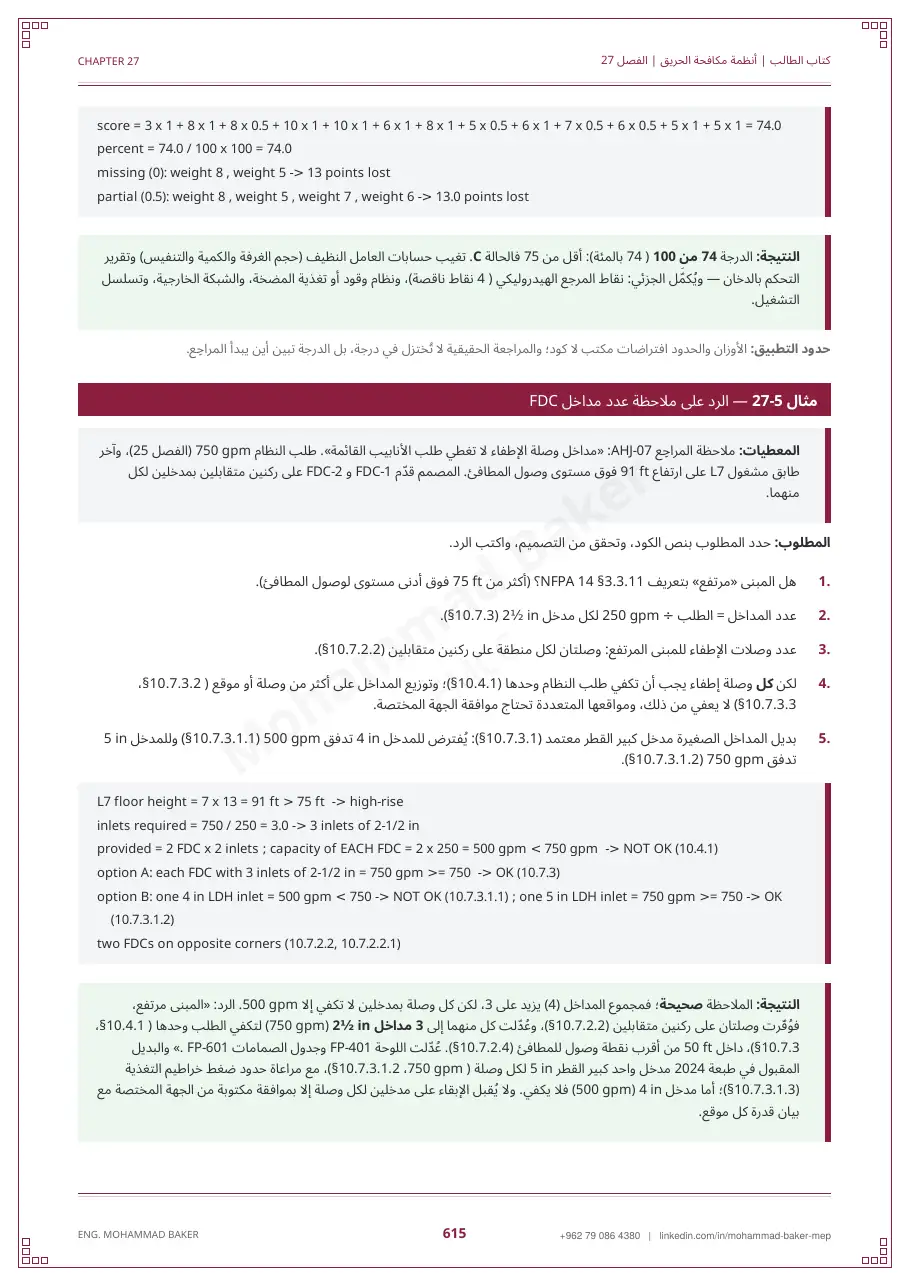 CHAPTER 27
كتاب الطالب | أنظمة مكافحة الحريق | الفصل 27
score = 3 x 1 + 8 x 1 + 8 x 0.5 + 10 x 1 + 10 x 1 + 6 x 1 + 8 x 1 + 5 x 0.5 + 6 x 1 + 7 x 0.5 + 6 x 0.5 + 5 x 1 + 5 x 1 = 74.0
percent = 74.0 / 100 x 100 = 74.0
missing (0): weight 8 , weight 5 -> 13 points lost
partial (0.5): weight 8 , weight 5 , weight 7 , weight 6 -> 13.0 points lost
النتيجة: الدرجة 74 من 100 ( 74 بالمئة): أقل من 75 فالحالة C. تغيب حسابات العامل النظيف (حجم الغرفة والكمية والتنفيس) وتقرير
التحكم بالدخان — ويُكمَّل الجزئي: نقاط المرجع الهيدروليكي ( 4 نقاط ناقصة)، ونظام وقود أو تغذية المضخة، والشبكة الخارجية، وتسلسل
التشغيل.
حدود التطبيق: الأوزان والحدود افتراضات مكتب لا كود؛ والمراجعة الحقيقية لا تُختزل في درجة، بل الدرجة تبين أين يبدأ المراجع.
مثال 5-27 — الرد على ملاحظة عدد مداخل FDC
المعطيات: ملاحظة المراجع AHJ-07: «مداخل وصلة الإطفاء لا تغطي طلب الأنابيب القائمة». طلب النظام 750 gpm (الفصل 25)، وآخر
طابق مشغول L7 على ارتفاع 91 ft فوق مستوى وصول المطافئ. المصمم قدّم FDC-1 و FDC-2 على ركنين متقابلين بمدخلين لكل
منهما.
المطلوب: حدد المطلوب بنص الكود، وتحقق من التصميم، واكتب الرد.
1. هل المبنى «مرتفع» بتعريف NFPA 14 §3.3.11؟ (أكثر من 75 ft فوق أدنى مستوى لوصول المطافئ).
2. عدد المداخل = الطلب ÷ 250 gpm لكل مدخل 2½ in (§10.7.3).
3. عدد وصلات الإطفاء للمبنى المرتفع: وصلتان لكل منطقة على ركنين متقابلين (§10.7.2.2).
4. لكن كل وصلة إطفاء يجب أن تكفي طلب النظام وحدها (§10.4.1)؛ وتوزيع المداخل على أكثر من وصلة أو موقع ( §10.7.3.2،
§10.7.3.3) لا يعفي من ذلك، ومواقعها المتعددة تحتاج موافقة الجهة المختصة.
5. بديل المداخل الصغيرة مدخل كبير القطر معتمد (§10.7.3.1): يُفترض للمدخل 4 in تدفق 500 gpm (§10.7.3.1.1) وللمدخل 5 in
تدفق 750 gpm (§10.7.3.1.2).
L7 floor height = 7 x 13 = 91 ft > 75 ft -> high-rise
inlets required = 750 / 250 = 3.0 -> 3 inlets of 2-1/2 in
provided = 2 FDC x 2 inlets ; capacity of EACH FDC = 2 x 250 = 500 gpm < 750 gpm -> NOT OK (10.4.1)
option A: each FDC with 3 inlets of 2-1/2 in = 750 gpm >= 750 -> OK (10.7.3)
option B: one 4 in LDH inlet = 500 gpm < 750 -> NOT OK (10.7.3.1.1) ; one 5 in LDH inlet = 750 gpm >= 750 -> OK
(10.7.3.1.2)
two FDCs on opposite corners (10.7.2.2, 10.7.2.2.1)
النتيجة: الملاحظة صحيحة؛ فمجموع المداخل (4) يزيد على 3، لكن كل وصلة بمدخلين لا تكفي إلا 500 gpm. الرد: «المبنى مرتفع،
فوُفّرت وصلتان على ركنين متقابلين (§10.7.2.2)، وعُدّلت كل منهما إلى 3 مداخل 2½ in (750 gpm) لتكفي الطلب وحدها ( §10.4.1،
§10.7.3)، داخل 50 ft من أقرب نقطة وصول للمطافئ (§10.7.2.4). عُدّلت اللوحة FP-401 وجدول الصمامات FP-601 .» والبديل
المقبول في طبعة 2024 مدخل واحد كبير القطر 5 in لكل وصلة ( 750 gpm، §10.7.3.1.2)، مع مراعاة حدود ضغط خراطيم التغذية
(§10.7.3.1.3)؛ أما مدخل 4 in (500 gpm) فلا يكفي. ولا يُقبل الإبقاء على مدخلين لكل وصلة إلا بموافقة مكتوبة من الجهة المختصة مع
بيان قدرة كل موقع.
ENG. MOHAMMAD BAKER
615
+962 79 086 4380 | linkedin.com/in/mohammad-baker-mep
Mohammad Baker